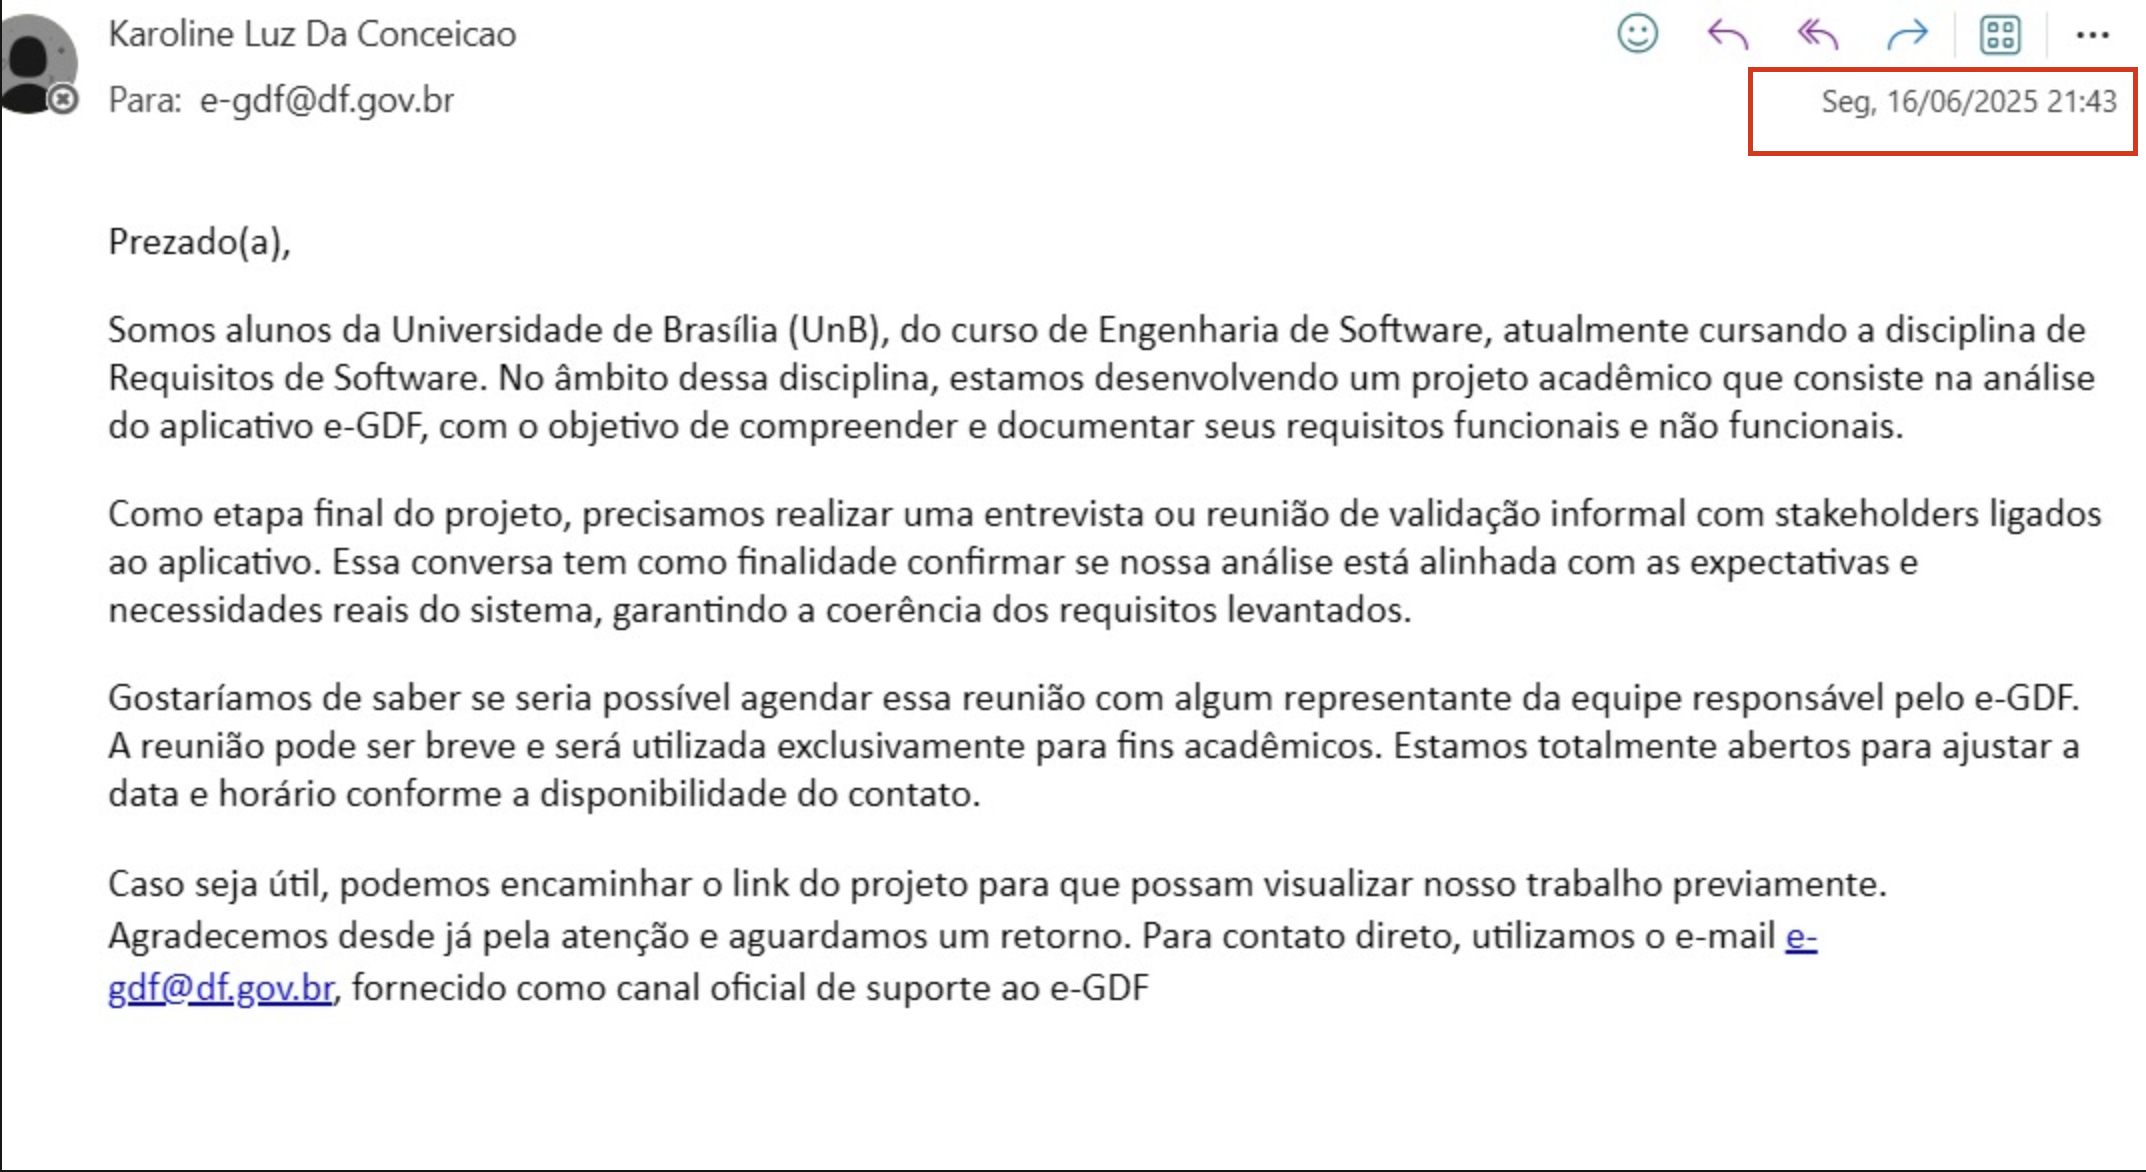 Karoline Luz Da Conceicao
Para: e-gdf@df.gov.br
Seg, 16/06/2025 21:43
Prezado(a),
Somos alunos da Universidade de Brasília (UnB), do curso de Engenharia de Software, atualmente cursando a disciplina de
Requisitos de Software. No âmbito dessa disciplina, estamos desenvolvendo um projeto acadêmico que consiste na análise
do aplicativo e-GDF, com o objetivo de compreender e documentar seus requisitos funcionais e não funcionais.
Como etapa final do projeto, precisamos realizar uma entrevista ou reunião de validação informal com stakeholders ligados
ao aplicativo. Essa conversa tem como finalidade confirmar se nossa análise está alinhada com as expectativas e
necessidades reais do sistema, garantindo a coerência dos requisitos levantados.
Gostaríamos de saber se seria possível agendar essa reunião com algum representante da equipe responsável pelo e-GDF.
A reunião pode ser breve e será utilizada exclusivamente para fins acadêmicos. Estamos totalmente abertos para ajustar a
data e horário conforme a disponibilidade do contato.
Caso seja útil, podemos encaminhar o link do projeto para que possam visualizar nosso trabalho previamente.
Agradecemos desde já pela atenção e aguardamos um retorno. Para contato direto, utilizamos o e-mail e-
gdf@df.gov.br, fornecido como canal oficial de suporte ao e-GDF